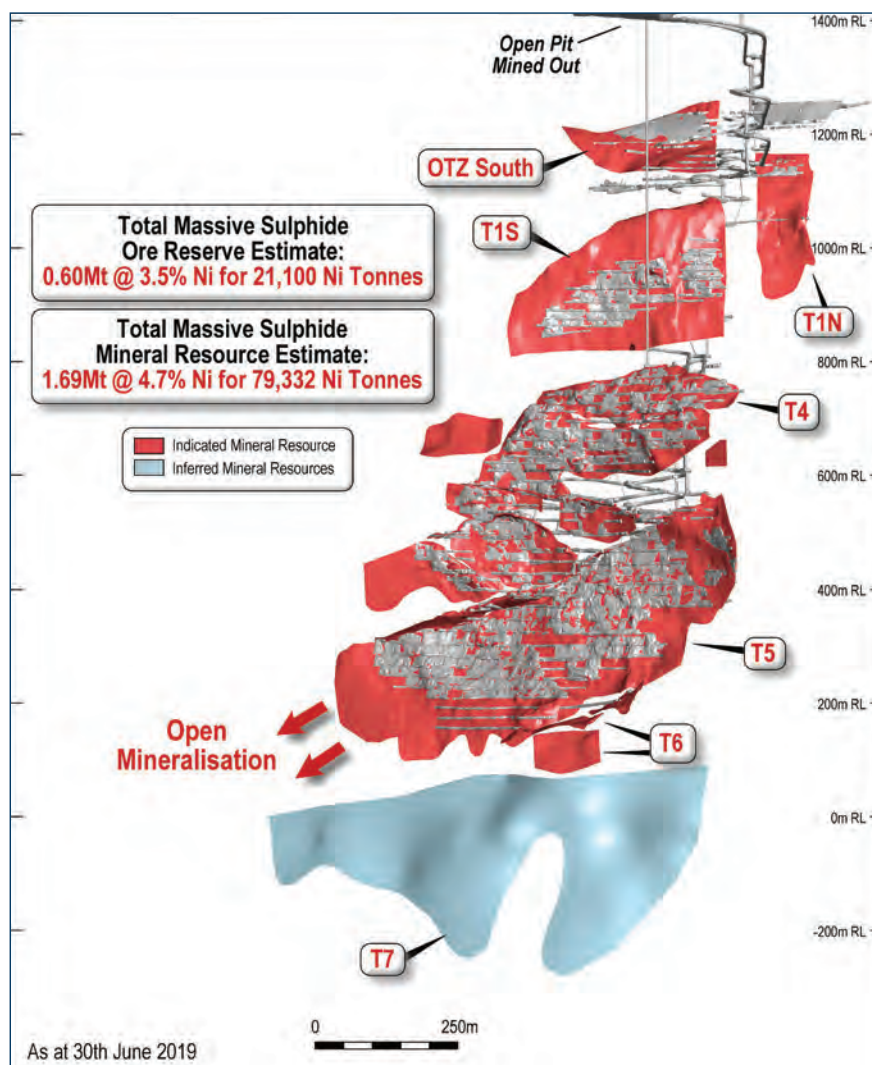 1400m RL
Open Pit
Mined Out
1200m RL
OTZ South
Total Massive Sulphide
Ore Reserve Estimate:
0.60Mt @ 3.5% Ni for 21,100 Ni Tonnes
T1S
1000m RL
T1N
Total Massive Sulphide
Mineral Resource Estimate:
1.69Mt @ 4.7% Ni for 79,332 Ni Tonnes
800m RL
T4
Indicated Mineral Resource
Inferred Mineral Resources
600m RL
400m RL
T5
200m RL
Open
Mineralisation
T6
0m RL
-200m RL
T7
0 250m
As at 30th June 2019